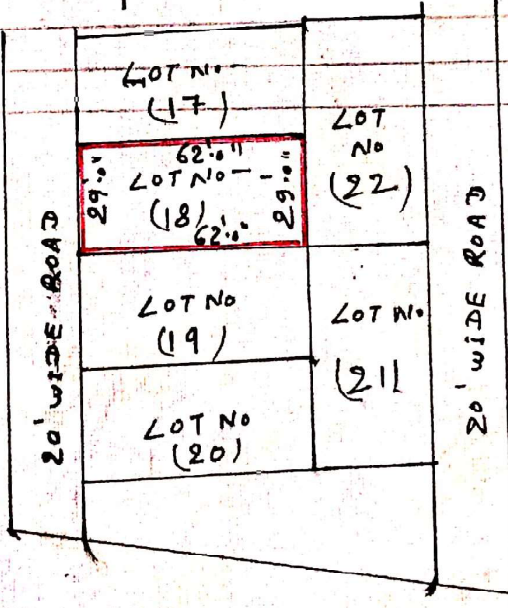 LOT No
(17)
LOT
No
(22)
62'.0"
29'.0"
LOT No
(18)
29'.0"
62'.0"
20' WIDE ROAD
LOT No
(19)
LOT No.
(21)
20' WIDE ROAD
LOT No
(20)